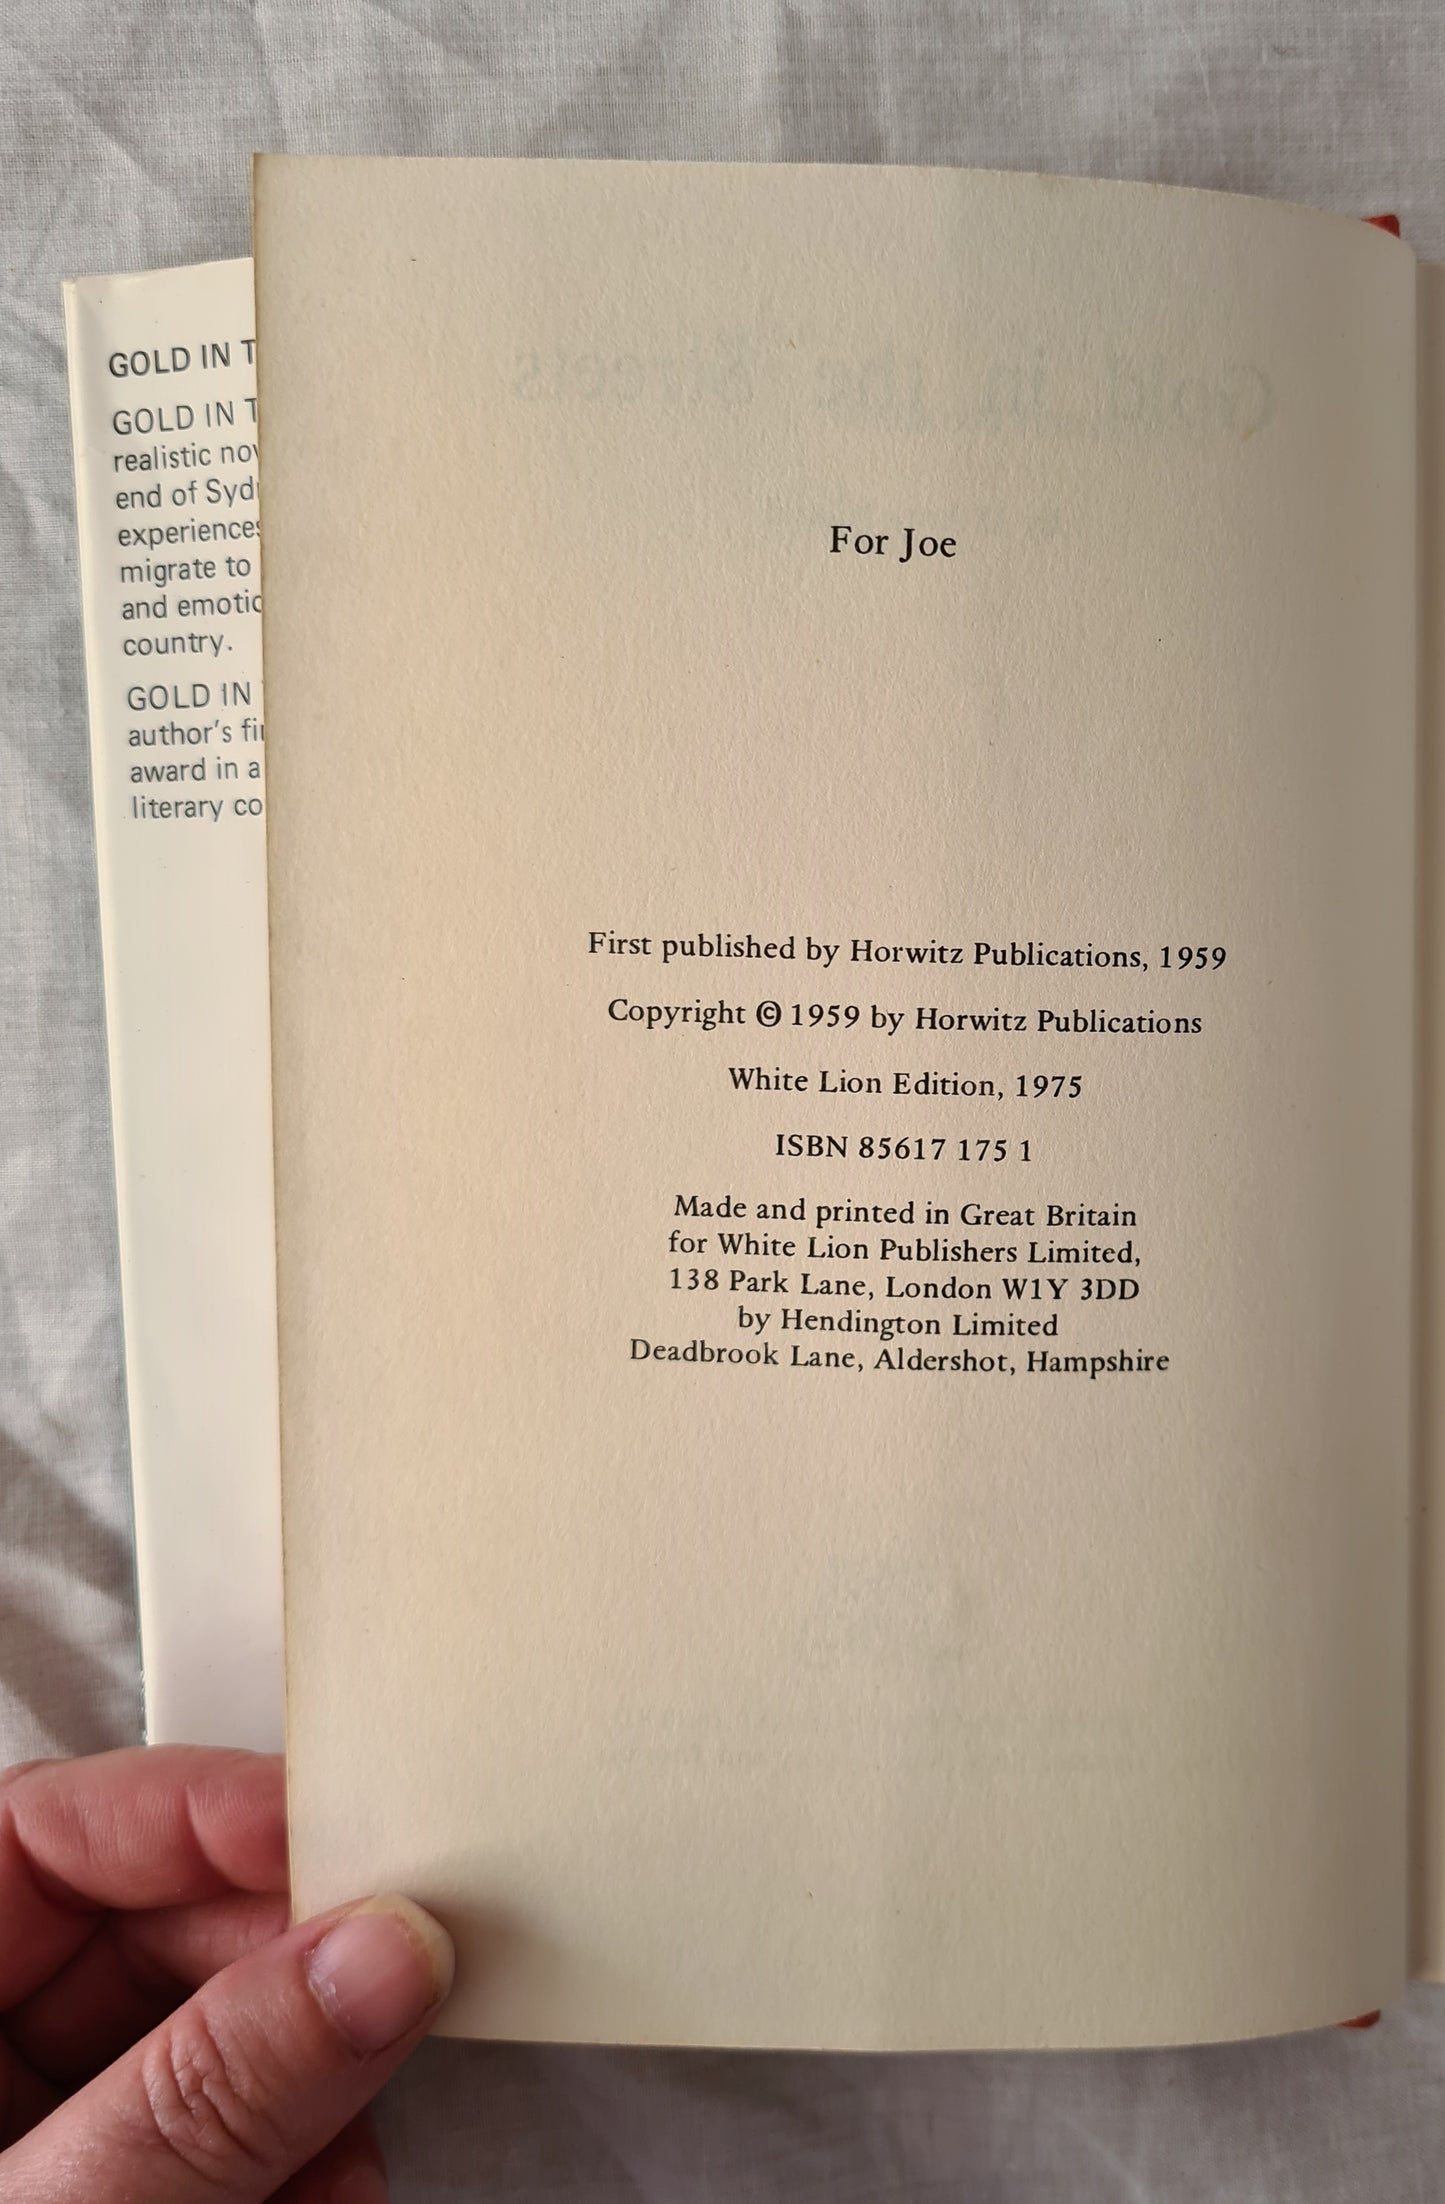 GOLD IN T
GOLD IN T
realistic nov
end of Syd
experiences
migrate to
and emotic
country.
GOLD IN
author's fi
award in a
literary co
For Joe
First published by Horwitz Publications, 1959
Copyright © 1959 by Horwitz Publications
White Lion Edition, 1975
ISBN 85617 175 1
Made and printed in Great Britain
for White Lion Publishers Limited,
138 Park Lane, London W1Y 3DD
by Hendington Limited
Deadbrook Lane, Aldershot, Hampshire